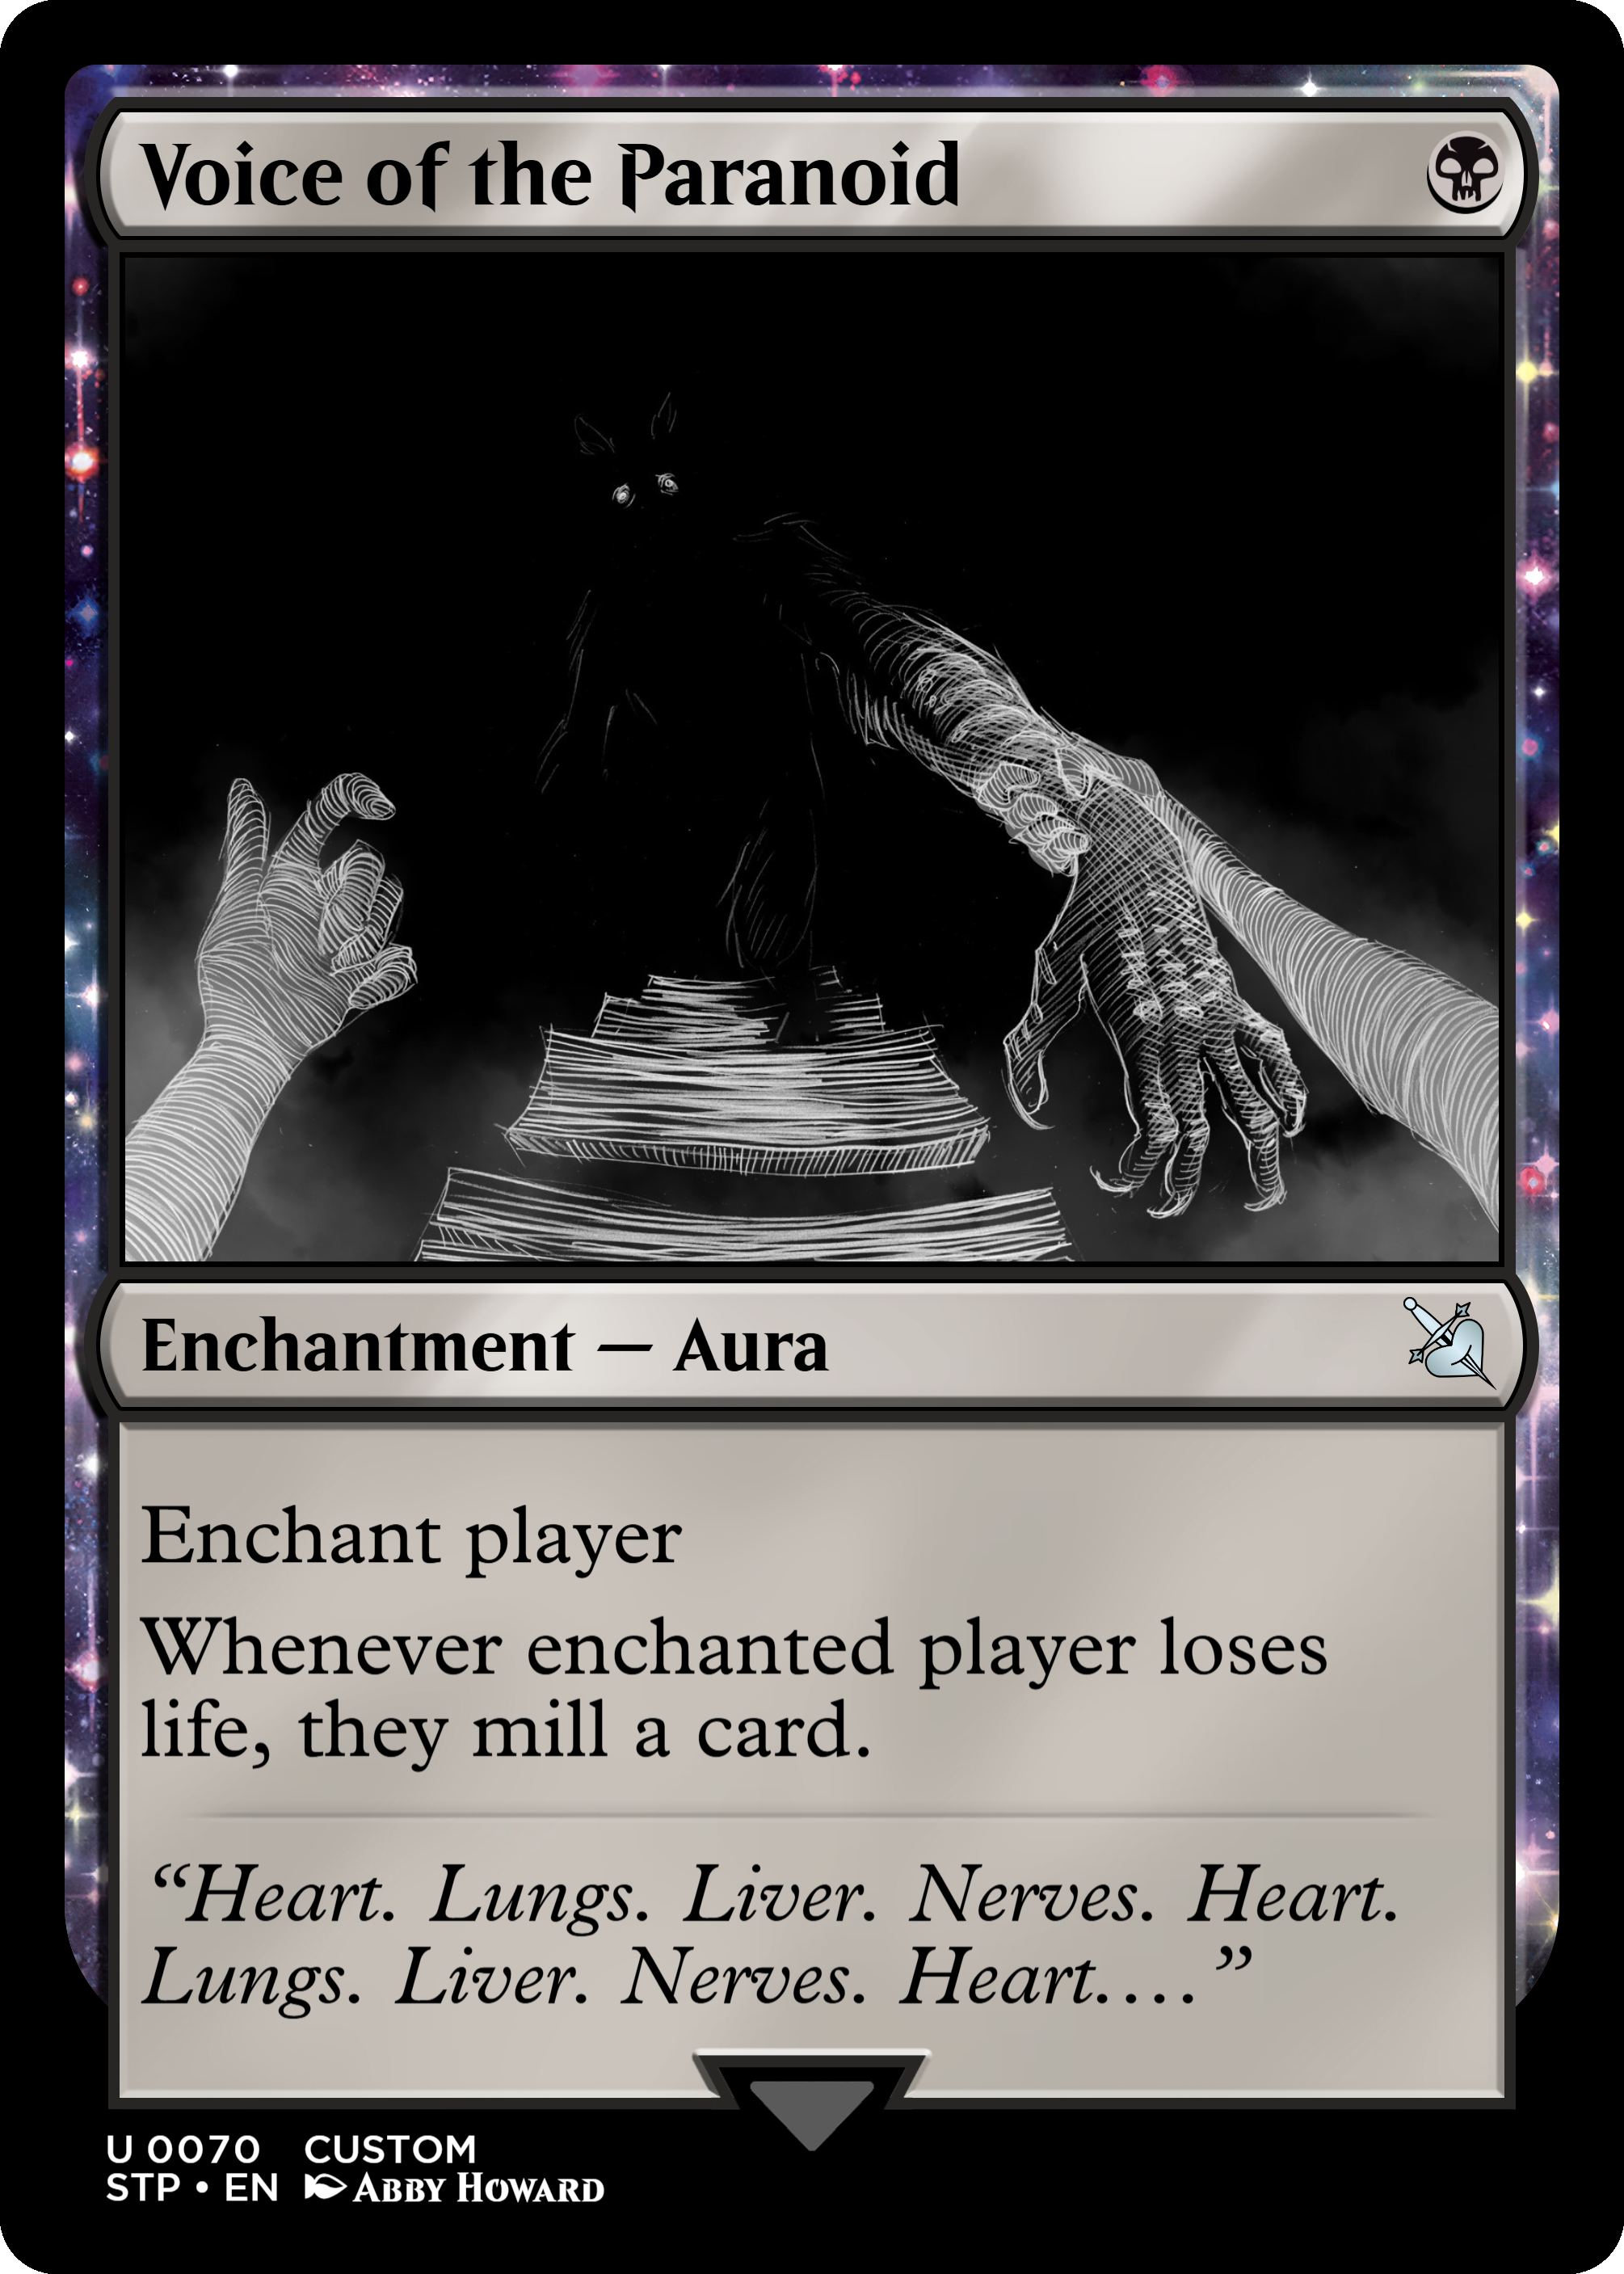 Voice of the Paranoid
Enchantment — Aura
Enchant player
Whenever enchanted player loses
life, they mill a card.
“Heart. Lungs. Liver. Nerves. Heart.
Lungs. Liver. Nerves. Heart.…”
U 0070 CUSTOM
STP • EN ABBY HOWARD